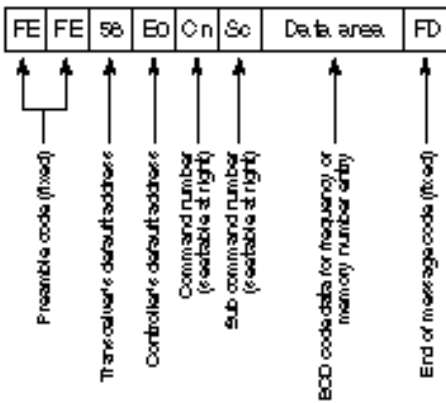 FE FE 58 E0 Cn Sc Data area FD
Preamble code (fixed)
Transceiver's default address
Controller's default address
Command number
(see table at right)
Sub command number
(see table at right)
BCD code data for frequency or
memory number entry
End of message code (fixed)